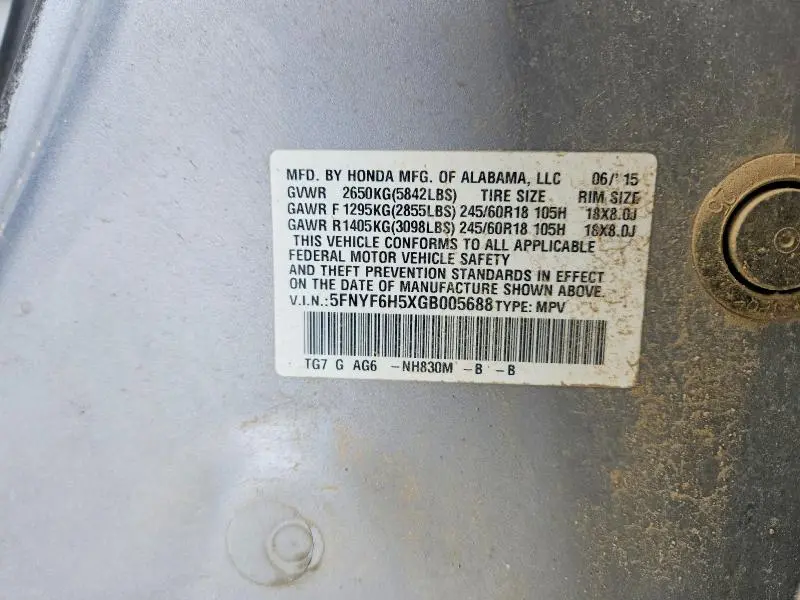 MFD. BY HONDA MFG. OF ALABAMA, LLC 06/'15
GVWR 2650KG(5842LBS) TIRE SIZE RIM SIZE
GAWR F 1295KG(2855LBS) 245/60R18 105H 18X8.0J
GAWR R1405KG(3098LBS) 245/60R18 105H 18X8.0J
THIS VEHICLE CONFORMS TO ALL APPLICABLE
FEDERAL MOTOR VEHICLE SAFETY
AND THEFT PREVENTION STANDARDS IN EFFECT
ON THE DATE OF MANUFACTURE SHOWN ABOVE.
V.I.N.:5FNYF6H5XGB005688 TYPE: MPV
TG7 G AG6 -NH830M -B -B